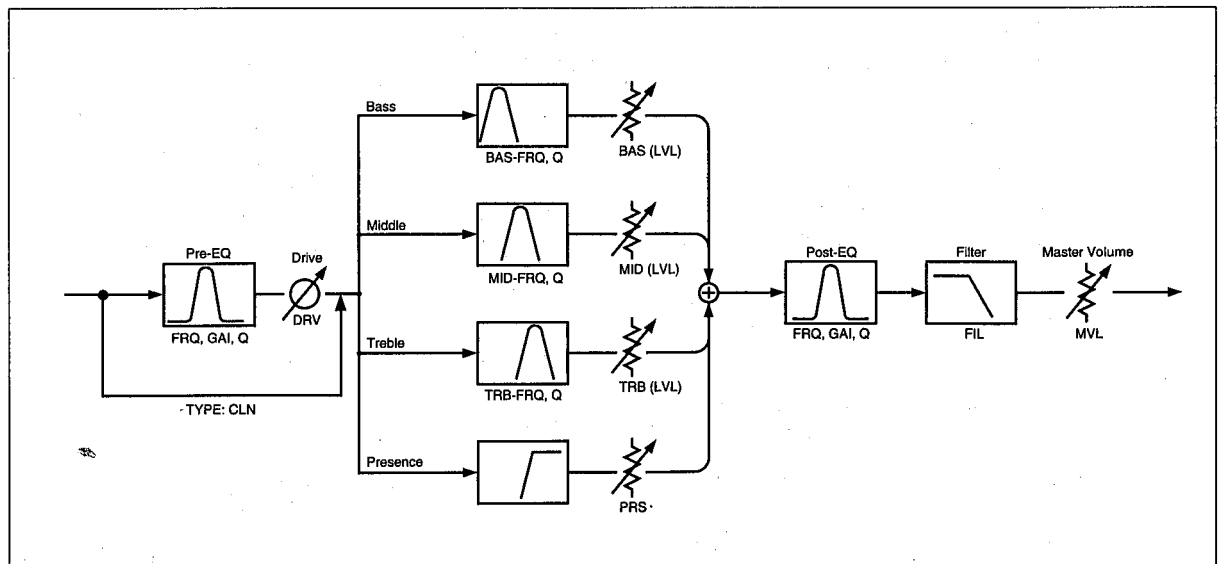 Bass
BAS-FRQ, Q
BAS (LVL)
Middle
MID-FRQ, Q
MID (LVL)
Pre-EQ
FRQ, GAI, Q
Drive
DRV
TYPE: CLN
Treble
TRB-FRQ, Q
TRB (LVL)
Presence
PRS
Post-EQ
FRQ, GAI, Q
Filter
FIL
Master Volume
MVL